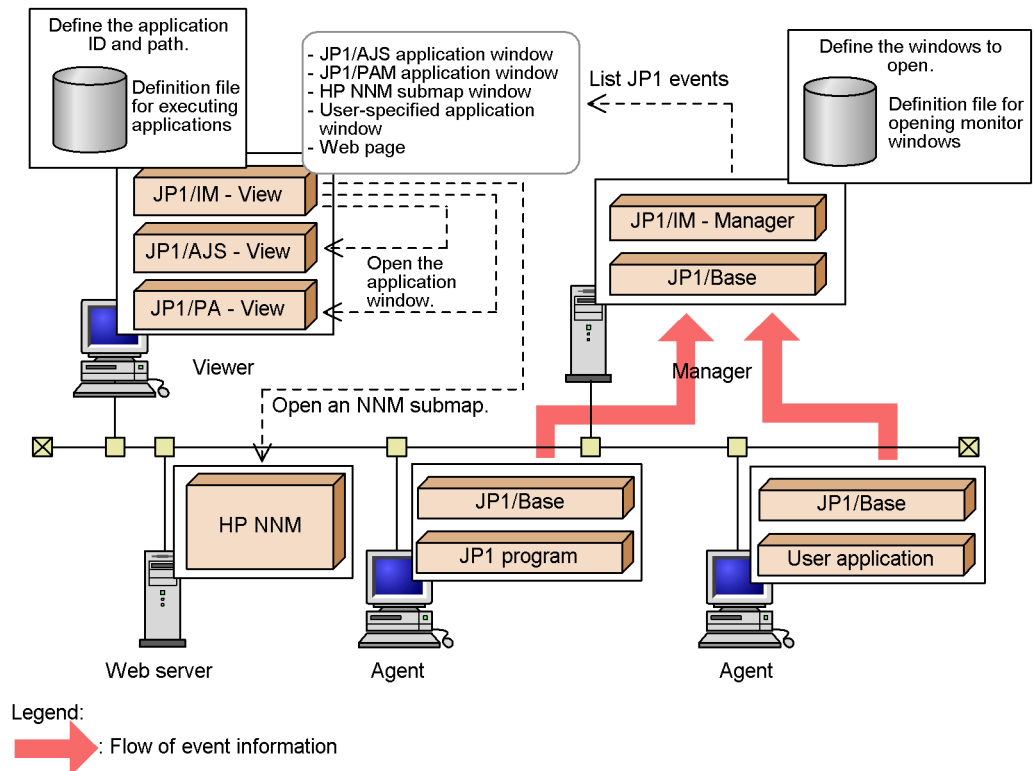 Define the application
ID and path.
Definition file
for executing
applications
- JP1/AJS application window
- JP1/PAM application window
- HP NNM submap window
- User-specified application
window
- Web page
List JP1 events
Define the windows to
open.
Definition file for
opening monitor
windows
JP1/IM - View
JP1/AJS - View
JP1/PA - View
Open the
application
window.
JP1/IM - Manager
JP1/Base
Viewer
Manager
Open an NNM submap.
HP NNM
JP1/Base
JP1 program
JP1/Base
User application
Web server
Agent
Agent
Legend:
: Flow of event information